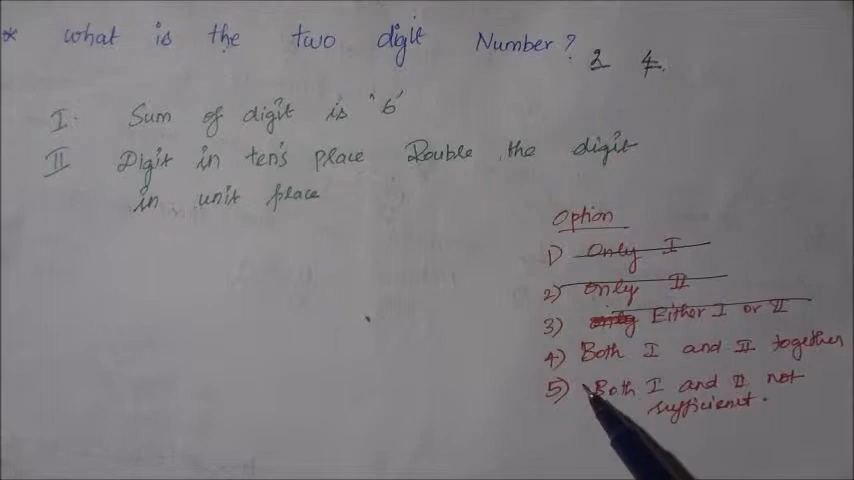 * what is the two digit Number? 2 4
I. Sum of digit is '6'
II Digit in ten's place Double the digit
in unit place
Option
1) Only I
2) Only II
3) Either I or II
4) Both I and II together
5) Both I and II not
sufficient.